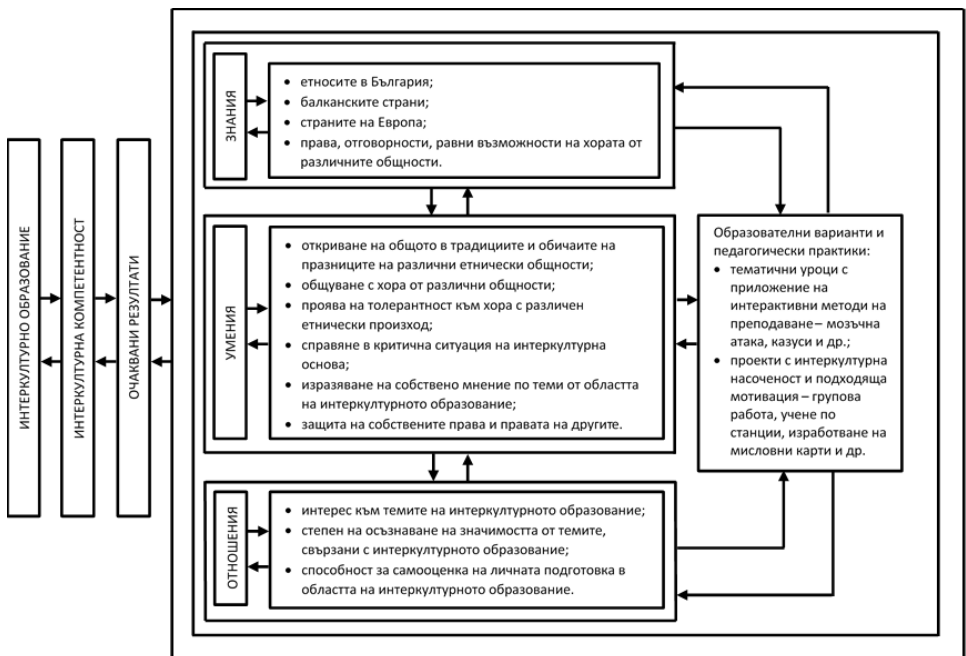 ИНТЕРКУЛТУРНО ОБРАЗОВАНИЕ
ИНТЕРКУЛТУРНА КОМПЕТЕНТНОСТ
ОЧАКВАНИ РЕЗУЛТАТИ
ЗНАНИЯ
• етносите в България;
• балканските страни;
• страните на Европа;
• права, отговорности, равни възможности на хората от
различните общности.
УМЕНИЯ
• откриване на общото в традициите и обичаите на
празниците на различни етнически общности;
• общуване с хора от различни общности;
• проява на толерантност към хора с различен
етнически произход;
• справяне в критична ситуация на интеркултурна
основа;
• изразяване на собствено мнение по теми от областта
на интеркултурното образование;
• защита на собствените права и правата на другите.
ОТНОШЕНИЯ
• интерес към темите на интеркултурното образование;
• степен на осъзнаване на значимостта от темите,
свързани с интеркултурното образование;
• способност за самооценка на личната подготовка в
областта на интеркултурното образование.
Образователни варианти и
педагогически практики:
• тематични уроци с
приложение на
интерактивни методи на
преподаване – мозъчна
атака, казуси и др.;
• проекти с интеркултурна
насоченост и подходяща
мотивация – групова
работа, учене по
станции, изработване на
мисловни карти и др.